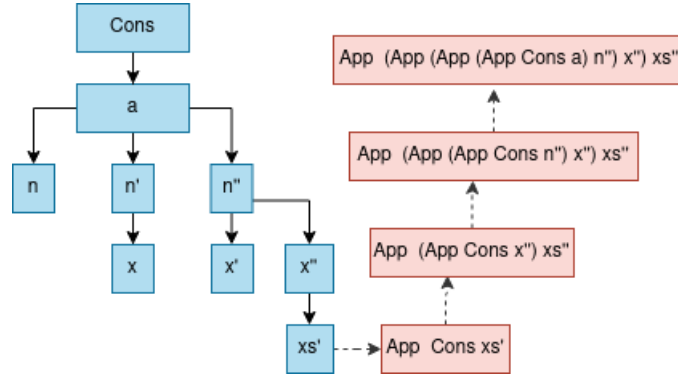 Cons
App (App (App (App Cons a) n") x") xs"
a
App (App (App Cons n") x") xs"
n
n'
n"
App (App Cons x") xs"
x
x'
x"
xs'
App Cons xs'